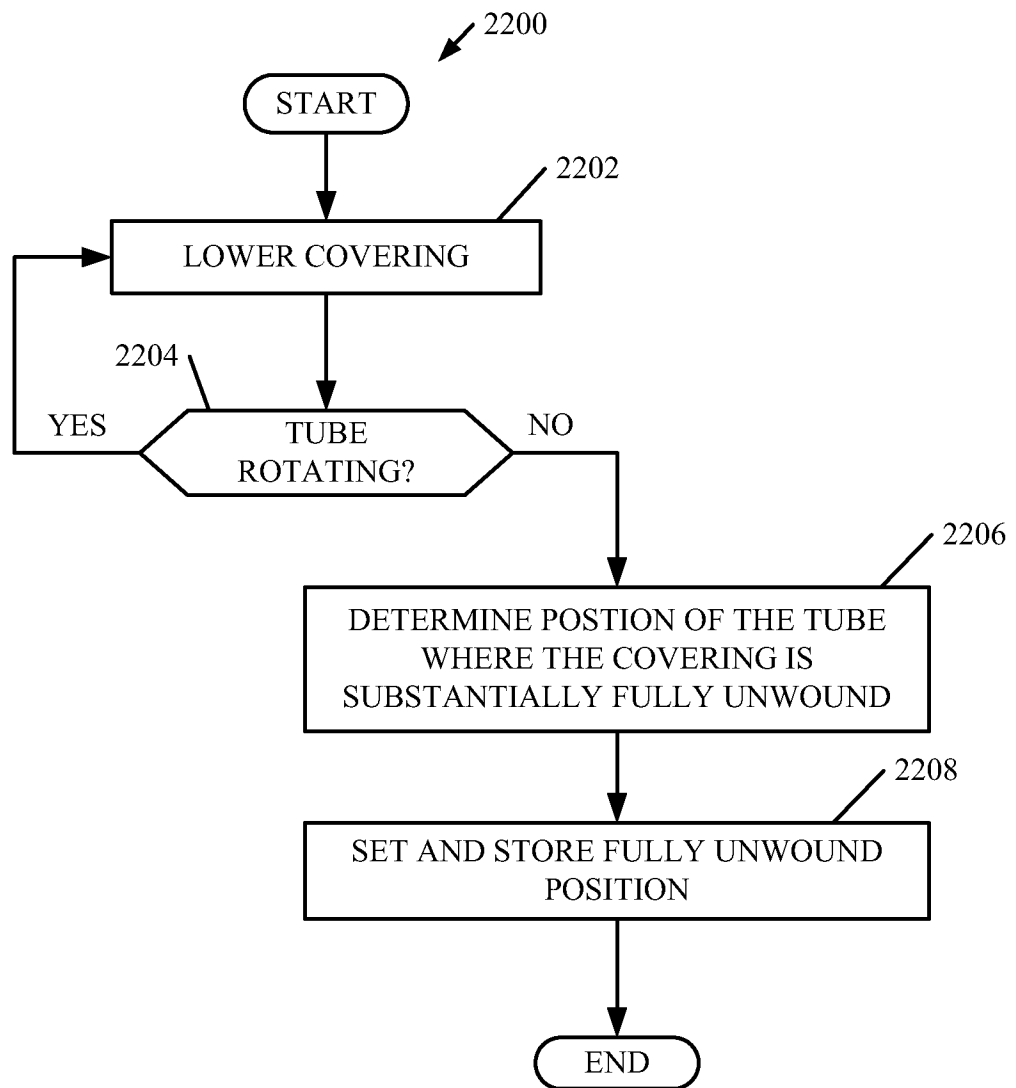 2200
START
2202
LOWER COVERING
2204
YES
TUBE
ROTATING?
NO
2206
DETERMINE POSTION OF THE TUBE
WHERE THE COVERING IS
SUBSTANTIALLY FULLY UNWOUND
2208
SET AND STORE FULLY UNWOUND
POSITION
END